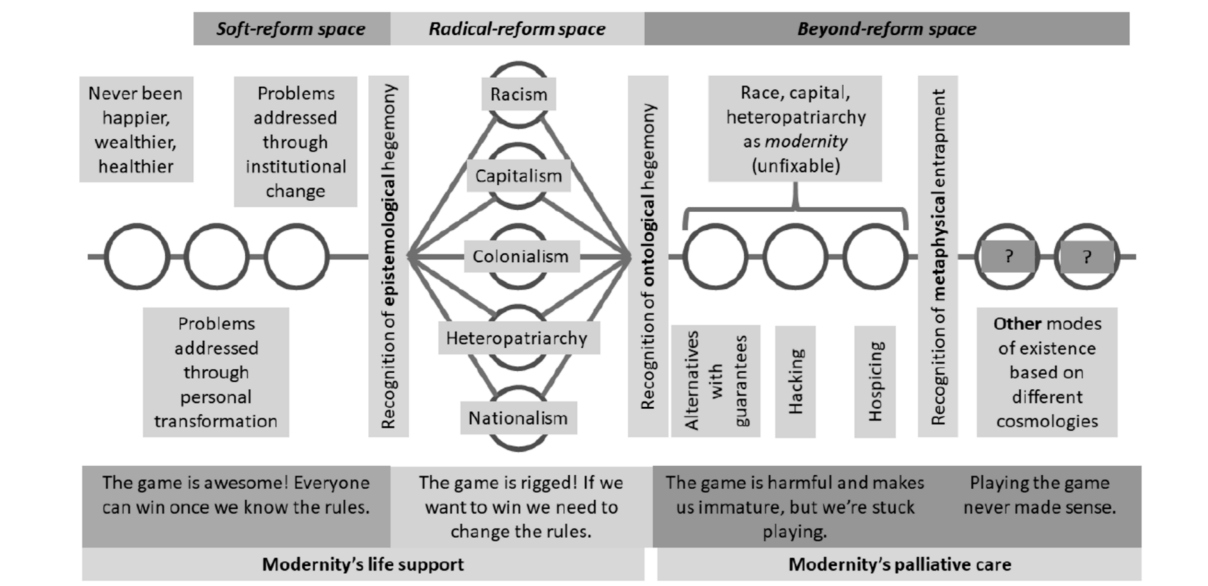 Soft-reform space
Radical-reform space
Beyond-reform space
Never been
happier,
wealthier,
healthier
Problems
addressed
through
institutional
change
Problems
addressed
through
personal
transformation
Recognition of epistemological hegemony
Racism
Capitalism
Colonialism
Heteropatriarchy
Nationalism
Recognition of ontological hegemony
Race, capital,
heteropatriarchy
as modernity
(unfixable)
Alternatives
with
guarantees
Hacking
Hospicing
Recognition of metaphysical entrapment
?
?
Other modes
of existence
based on
different
cosmologies
The game is awesome! Everyone
can win once we know the rules.
The game is rigged! If we
want to win we need to
change the rules.
The game is harmful and makes
us immature, but we’re stuck
playing.
Playing the game
never made sense.
Modernity’s life support
Modernity’s palliative care